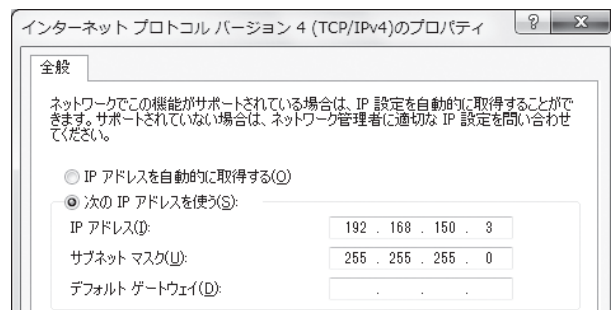 インターネット プロトコル バージョン 4 (TCP/IPv4)のプロパティ
?
x
全般
ネットワークでこの機能がサポートされている場合は、IP 設定を自動的に取得することがで
きます。サポートされていない場合は、ネットワーク管理者に適切な IP 設定を問い合わせ
てください。
IP アドレスを自動的に取得する(O)
次の IP アドレスを使う(S):
IP アドレス(I): 192 . 168 . 150 . 3
サブネット マスク(U): 255 . 255 . 255 . 0
デフォルト ゲートウェイ(D): . . .